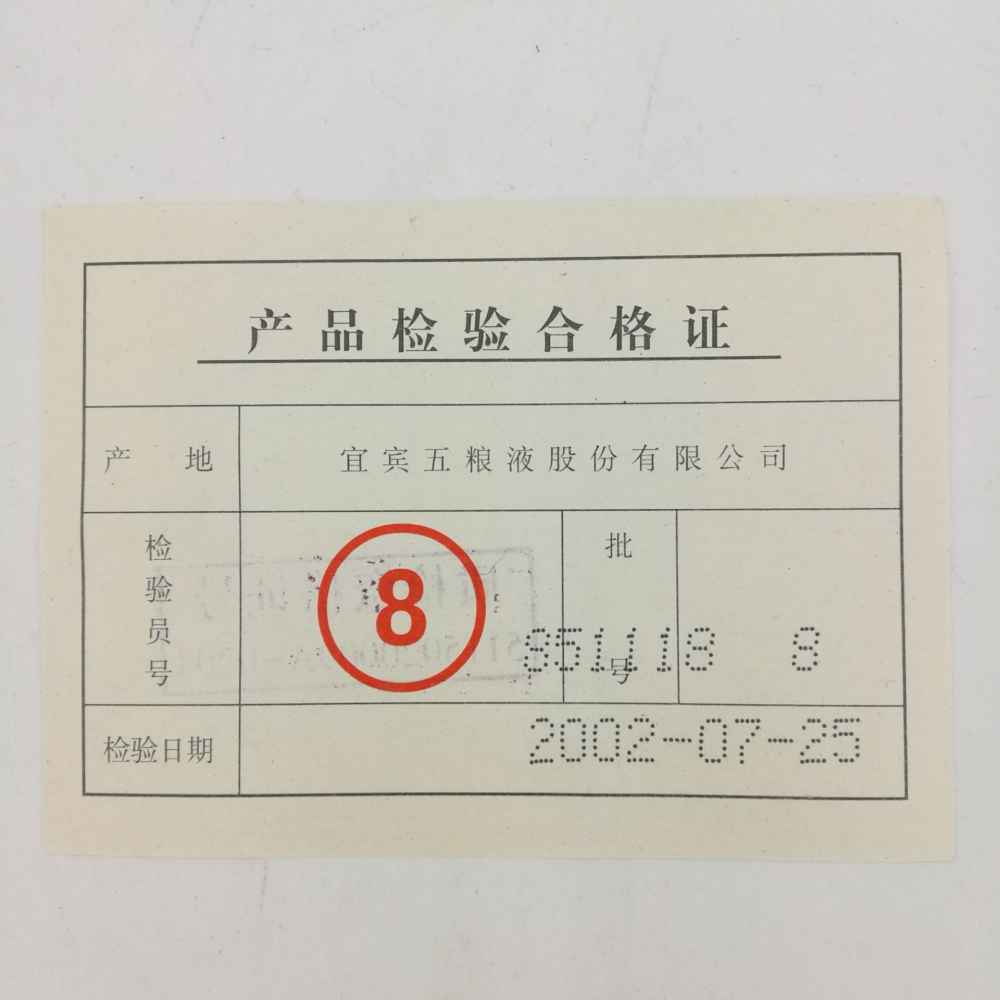 产品检验合格证
产地 宜宾五粮液股份有限公司
检验员号 8 批号 851118 8
检验日期 2002-07-25